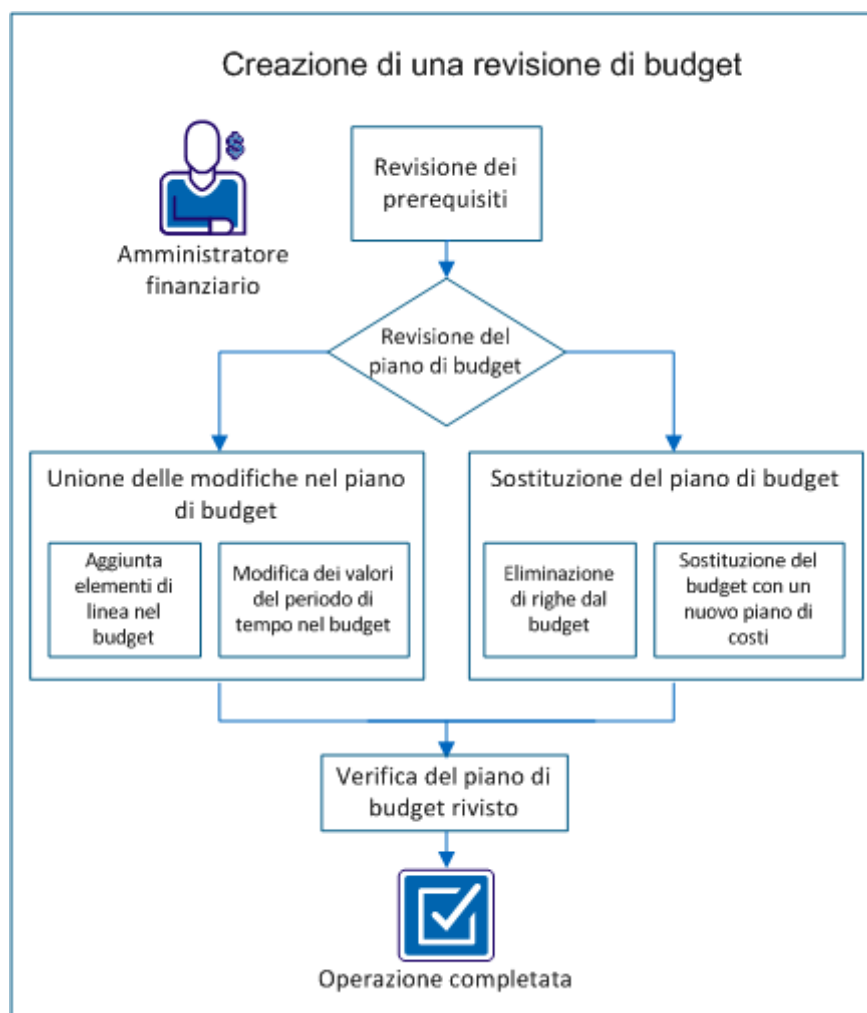 Creazione di una revisione di budget
Revisione dei
prerequisiti
Amministratore
finanziario
Revisione del
piano di budget
Unione delle modifiche nel piano
di budget
Aggiunta
elementi di
linea nel
budget
Modifica dei valori
del periodo di
tempo nel budget
Sostituzione del piano di budget
Eliminazione
di righe dal
budget
Sostituzione del
budget con un
nuovo piano di
costi
Verifica del piano di
budget rivisto
Operazione completata